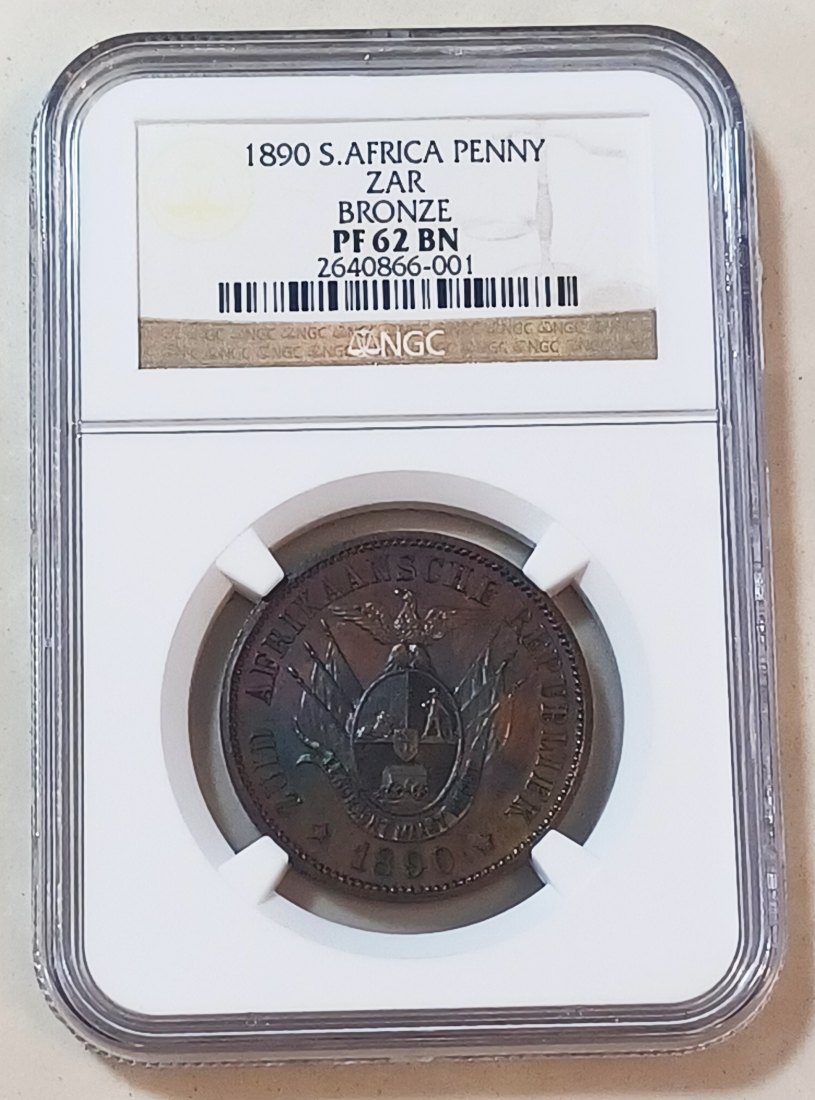 1890 S.AFRICA PENNY
ZAR
BRONZE
PF 62 BN
2640866-001
NGC
ZUID AFRIKAANSCHE REPUBLIEK
1890